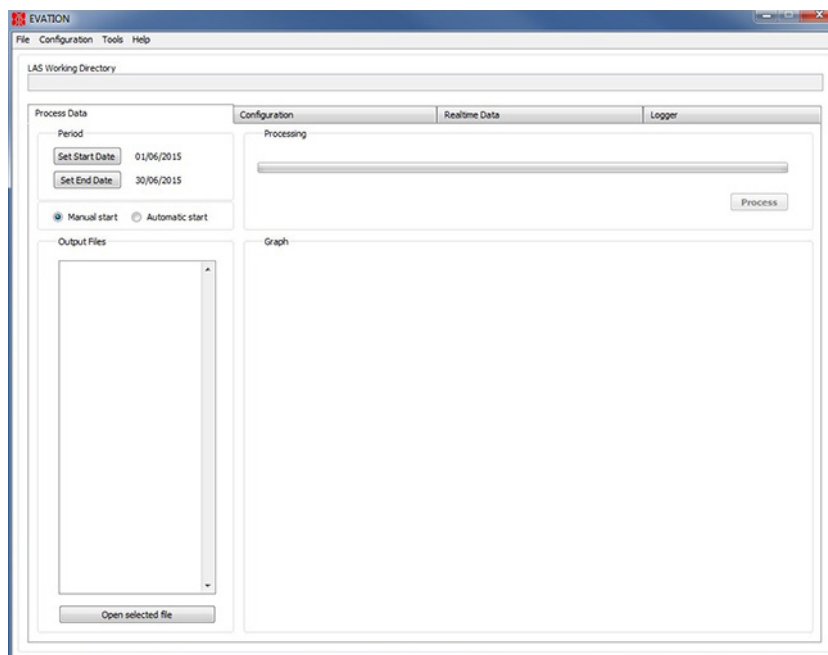 EVATION
File Configuration Tools Help
LAS Working Directory
Process Data Configuration Realtime Data Logger
Period
Set Start Date 01/06/2015
Set End Date 30/06/2015
Manual start Automatic start
Output Files
Open selected file
Processing
Process
Graph